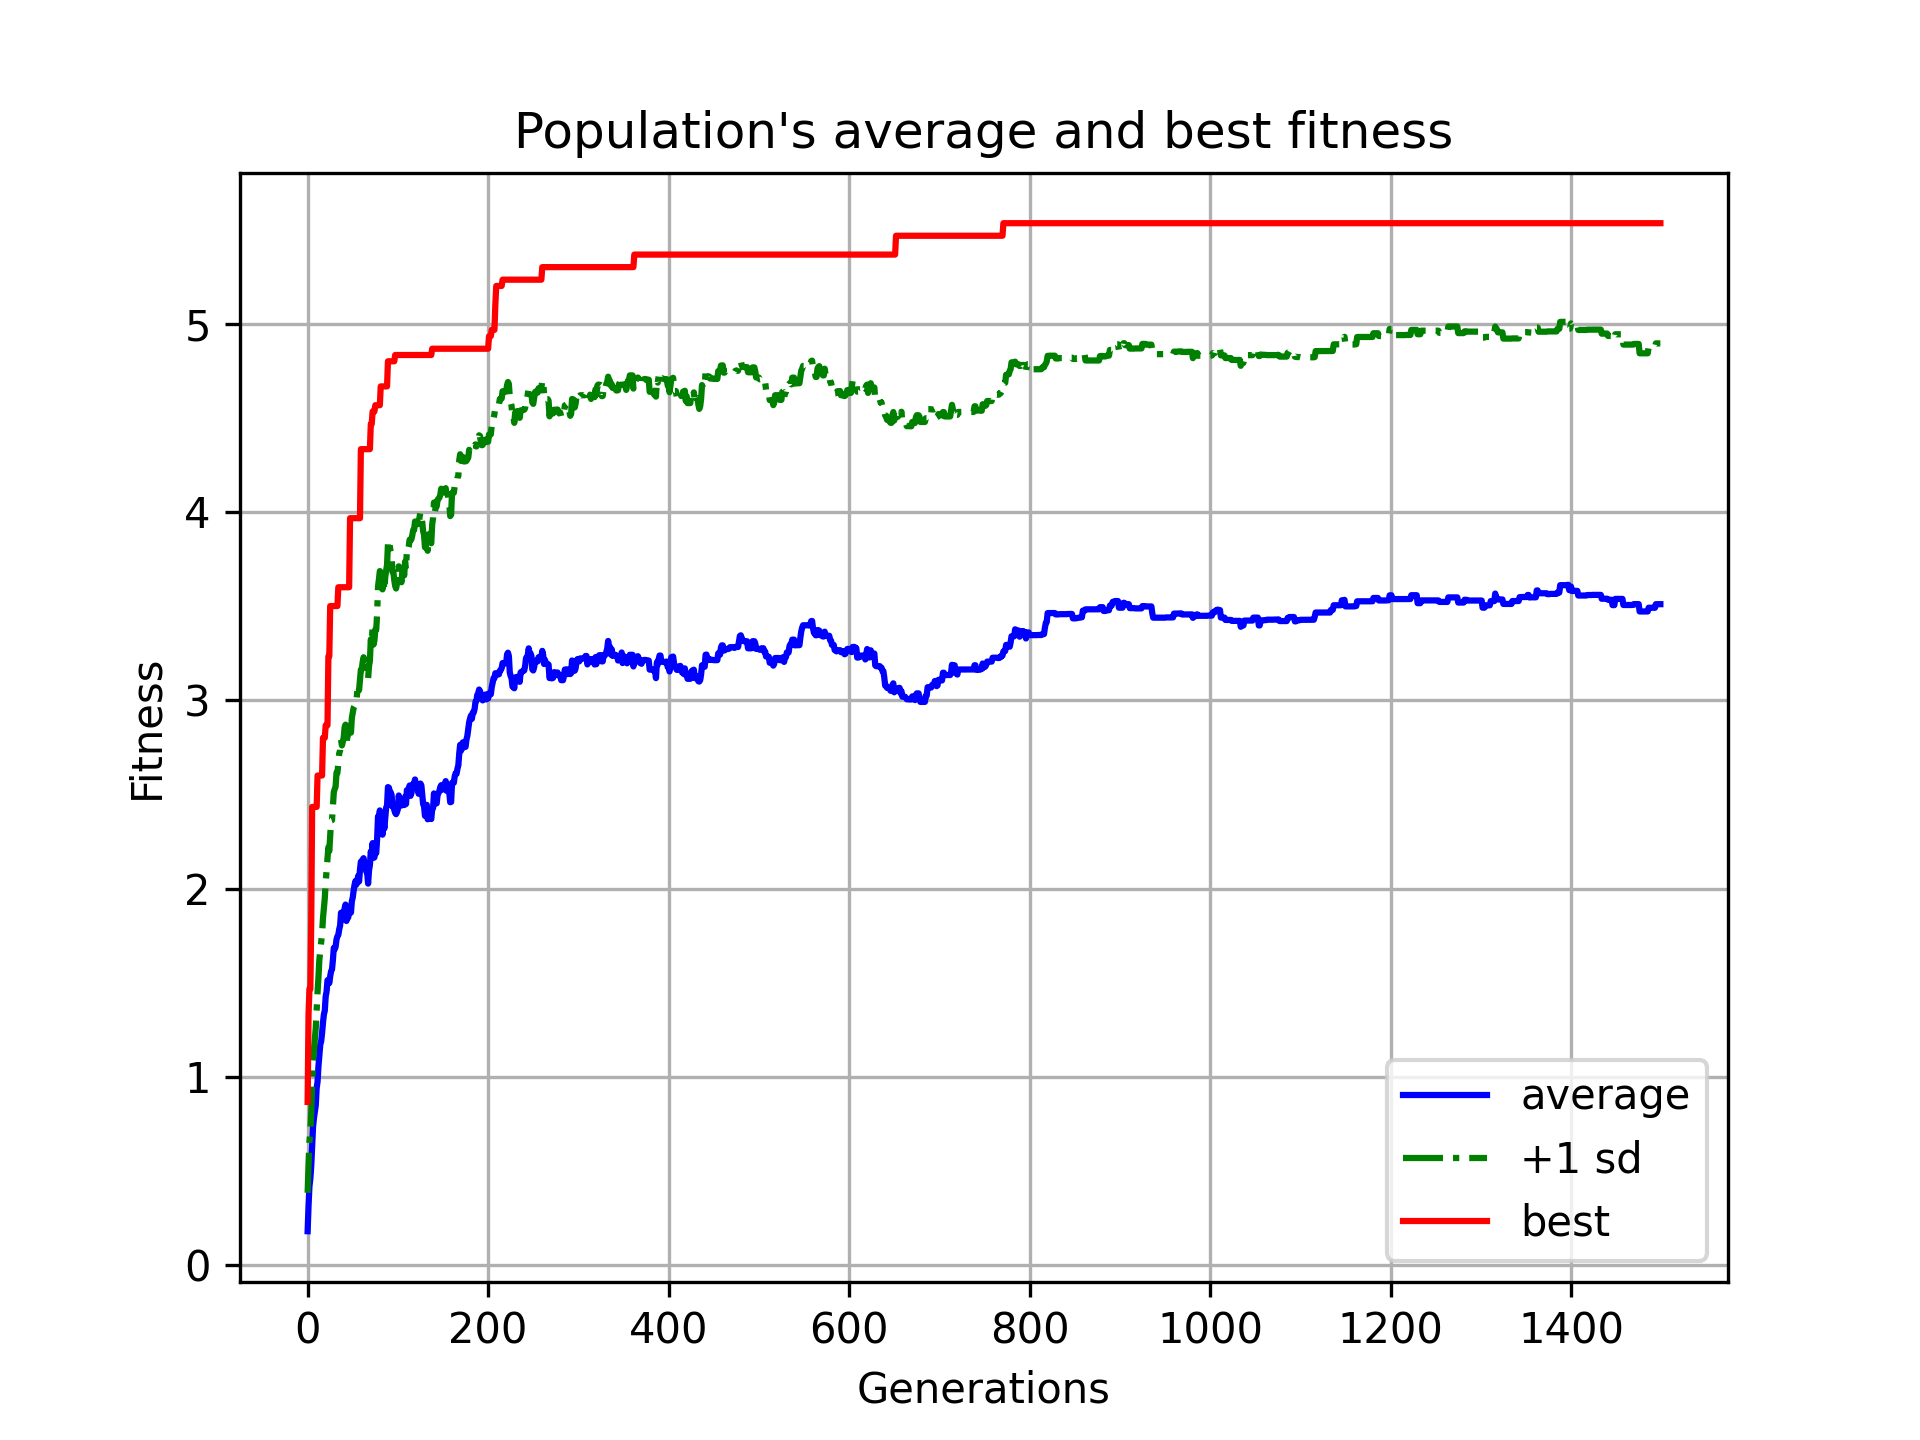 Population's average and best fitness
Fitness
5
4
3
2
1
0
average
+1 sd
best
0 200 400 600 800 1000 1200 1400
Generations